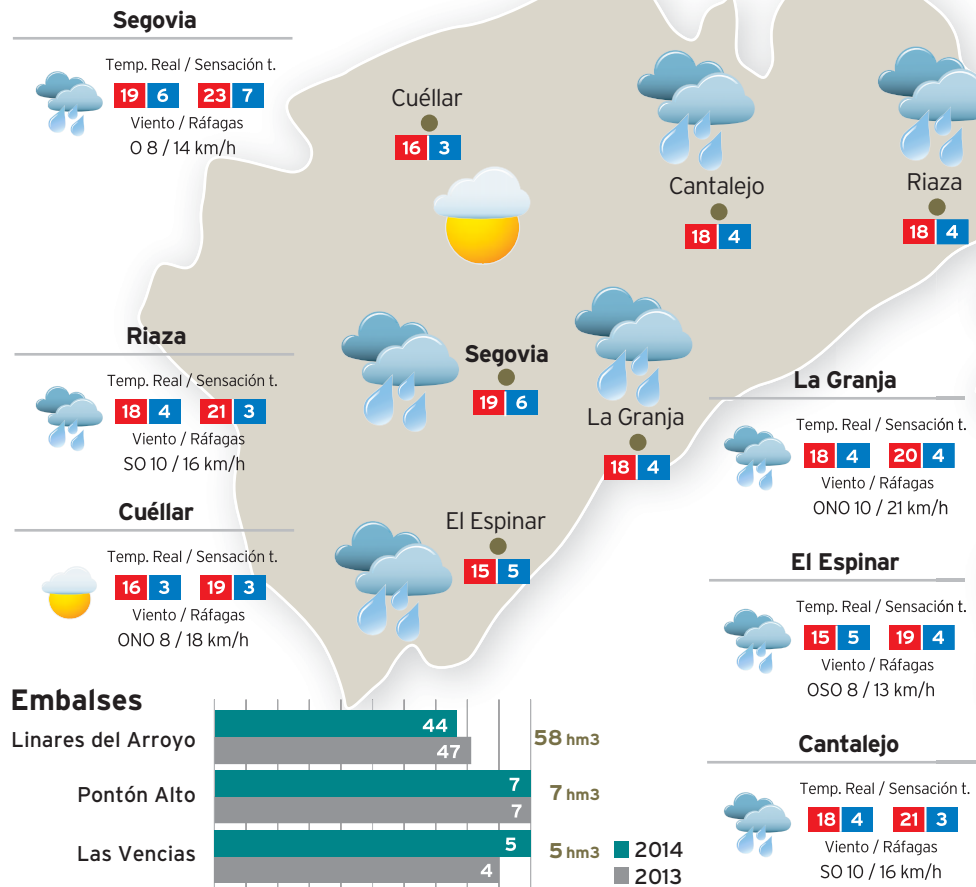 Segovia
Temp. Real / Sensación t.
19 6 23 7
Viento / Ráfagas
O 8 / 14 km/h
Cuéllar
16 3
Cantalejo
18 4
Riaza
18 4
Segovia
19 6
La Granja
18 4
El Espinar
15 5
Riaza
Temp. Real / Sensación t.
18 4 21 3
Viento / Ráfagas
SO 10 / 16 km/h
Cuéllar
Temp. Real / Sensación t.
16 3 19 3
Viento / Ráfagas
ONO 8 / 18 km/h
La Granja
Temp. Real / Sensación t.
18 4 20 4
Viento / Ráfagas
ONO 10 / 21 km/h
El Espinar
Temp. Real / Sensación t.
15 5 19 4
Viento / Ráfagas
OSO 8 / 13 km/h
Cantalejo
Temp. Real / Sensación t.
18 4 21 3
Viento / Ráfagas
SO 10 / 16 km/h
Embalses
Linares del Arroyo
44
47
58 hm3
Pontón Alto
7
7
7 hm3
Las Vencias
5
4
5 hm3
2014
2013